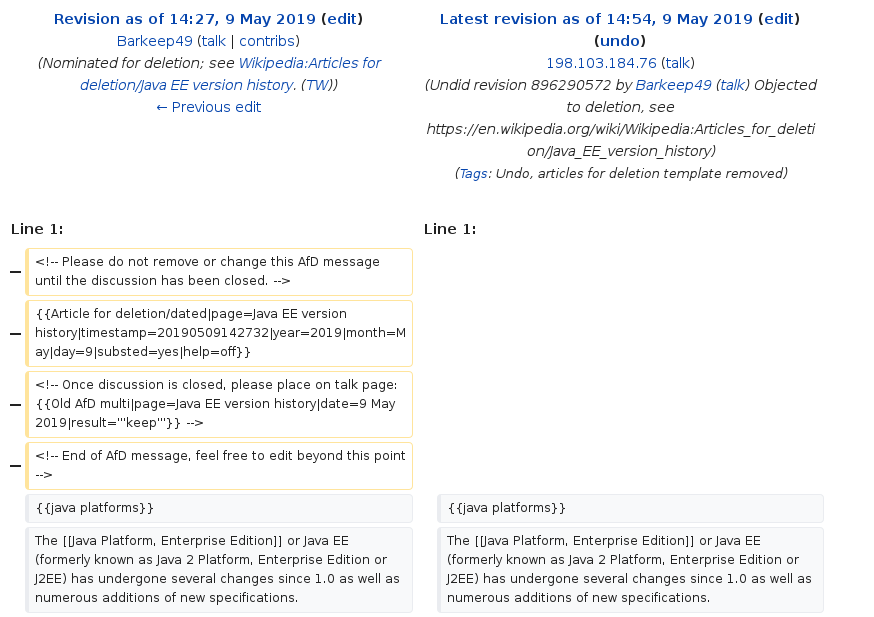 Revision as of 14:27, 9 May 2019 (edit)
Barkeep49 (talk | contribs)
(Nominated for deletion; see Wikipedia:Articles for
deletion/Java EE version history. (TW))
← Previous edit
Latest revision as of 14:54, 9 May 2019 (edit)
(undo)
198.103.184.76 (talk)
(Undid revision 896290572 by Barkeep49 (talk) Objected
to deletion, see
https://en.wikipedia.org/wiki/Wikipedia:Articles_for_deleti
on/Java_EE_version_history)
(Tags: Undo, articles for deletion template removed)
Line 1:
Line 1:
− <!-- Please do not remove or change this AfD message
until the discussion has been closed. -->
− {{Article for deletion/dated|page=Java EE version
history|timestamp=20190509142732|year=2019|month=M
ay|day=9|substed=yes|help=off}}
− <!-- Once discussion is closed, please place on talk page:
{{Old AfD multi|page=Java EE version history|date=9 May
2019|result='''keep'''}} -->
− <!-- End of AfD message, feel free to edit beyond this point
-->
{{java platforms}}
{{java platforms}}
The [[Java Platform, Enterprise Edition]] or Java EE
(formerly known as Java 2 Platform, Enterprise Edition or
J2EE) has undergone several changes since 1.0 as well as
numerous additions of new specifications.
The [[Java Platform, Enterprise Edition]] or Java EE
(formerly known as Java 2 Platform, Enterprise Edition or
J2EE) has undergone several changes since 1.0 as well as
numerous additions of new specifications.